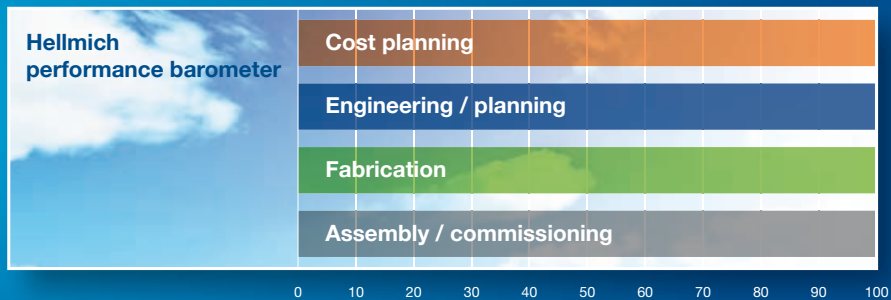 Hellmich
performance barometer
Cost planning
Engineering / planning
Fabrication
Assembly / commissioning
0 10 20 30 40 50 60 70 80 90 100